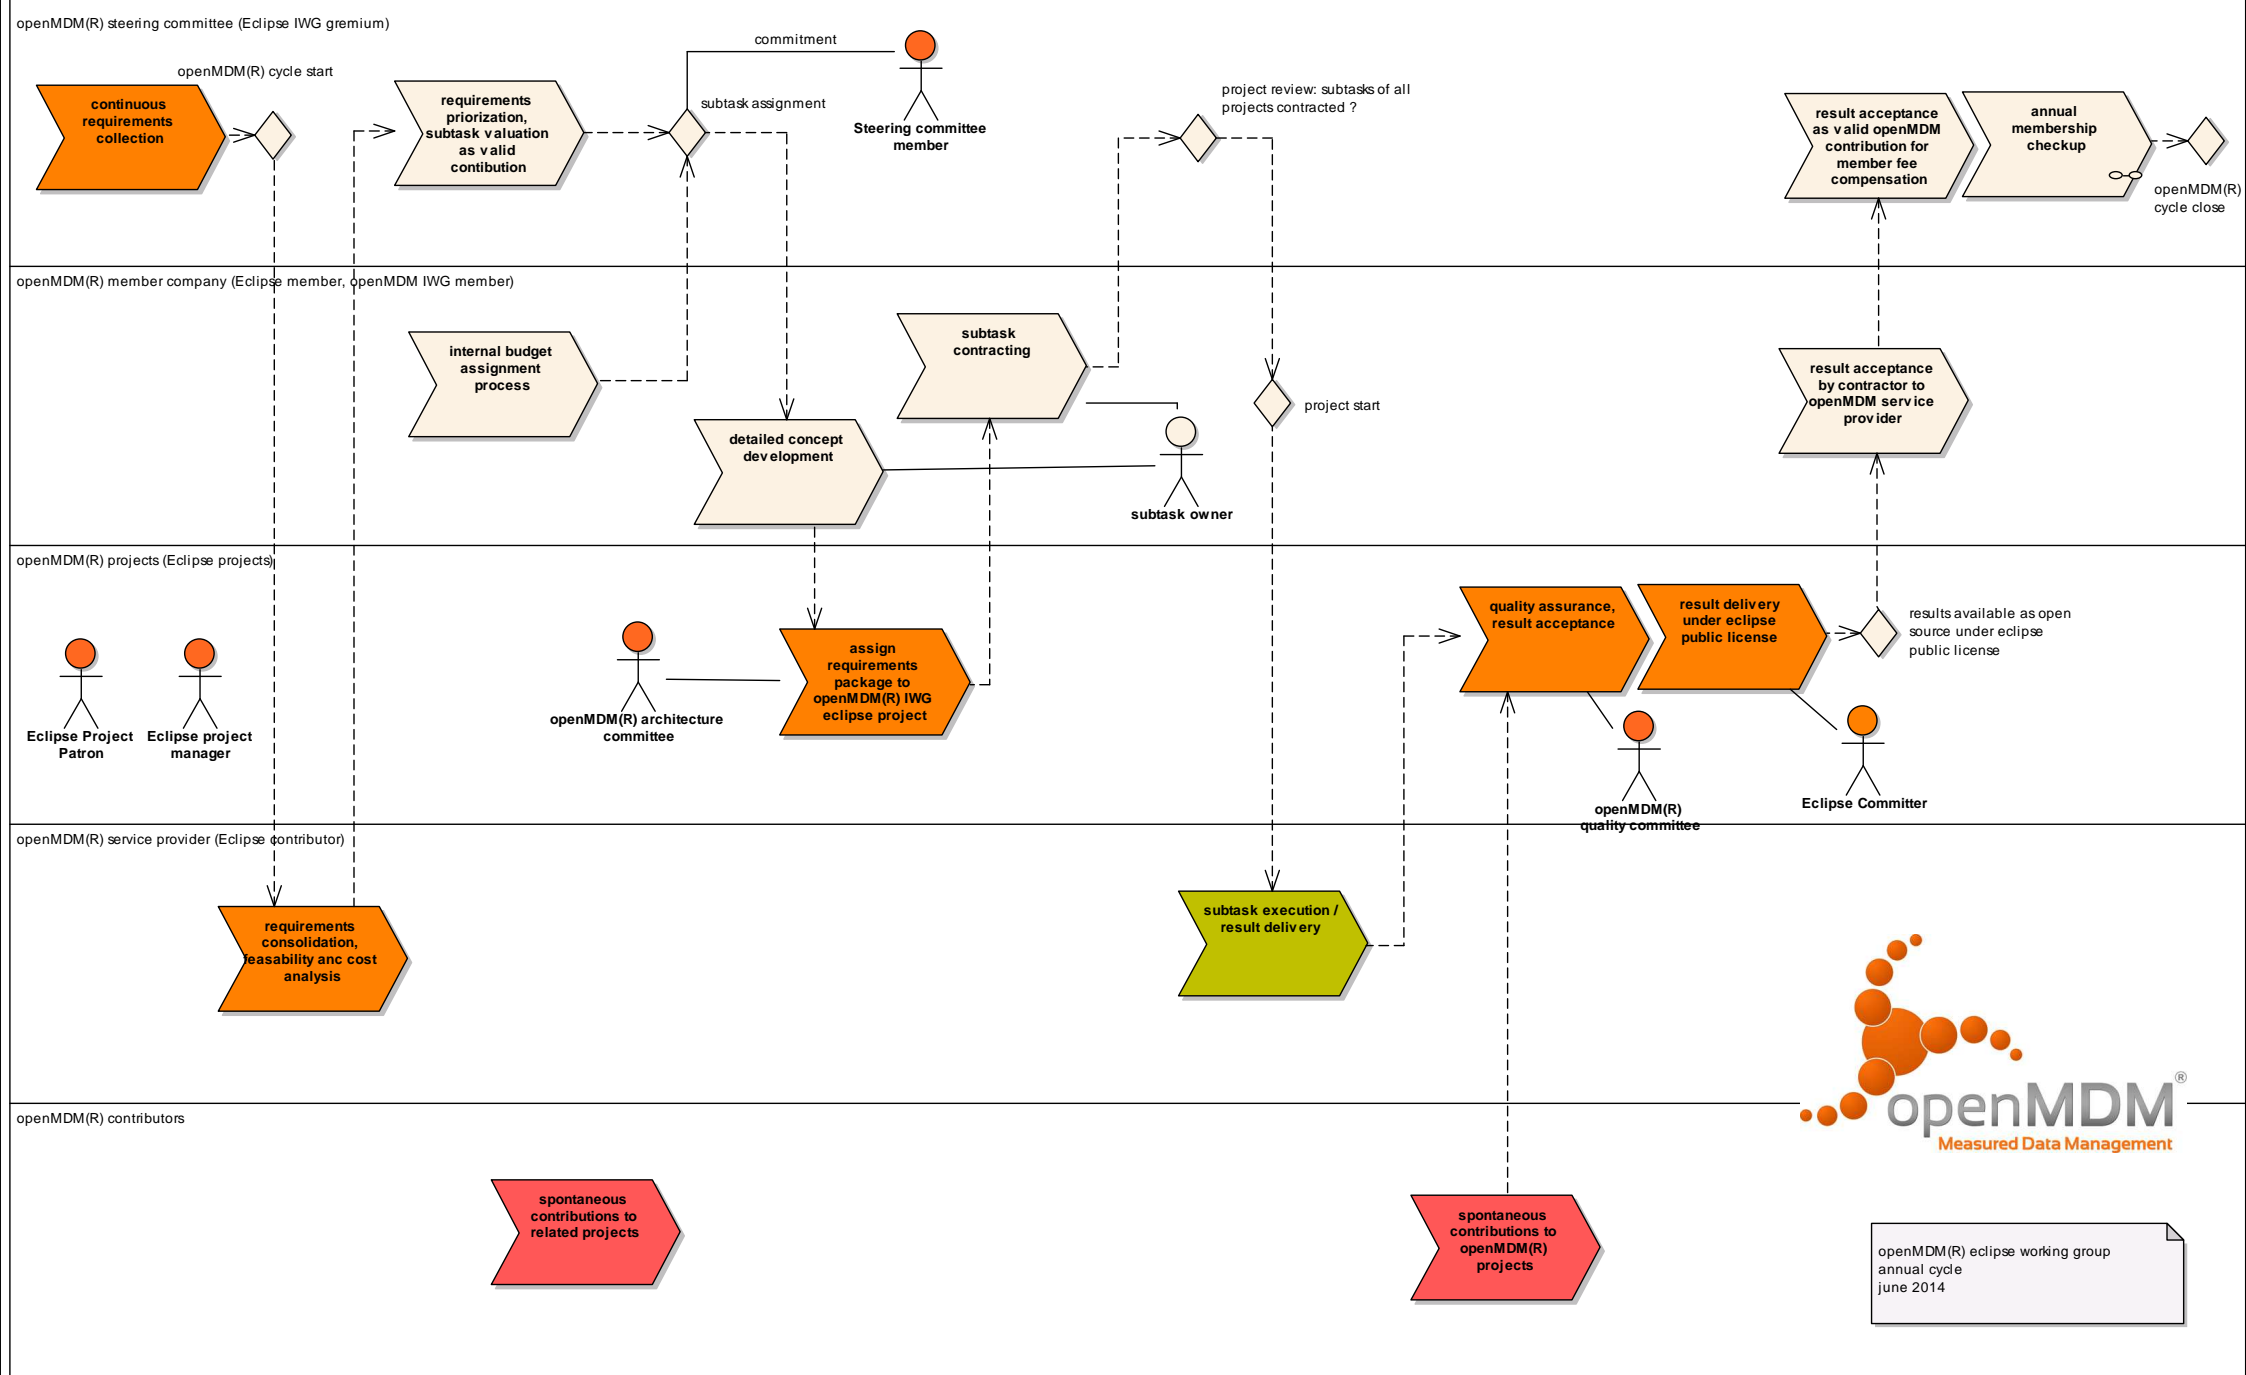 openMDM(R) steering committee (Eclipse IWG gremium)
openMDM(R) cycle start
continuous
requirements
collection
requirements
priorization,
subtask valuation
as valid
contibution
commitment
subtask assignment
Steering committee
member
project review: subtasks of all
projects contracted ?
result acceptance
as valid openMDM
contribution for
member fee
compensation
annual
membership
checkup
openMDM(R)
cycle close
openMDM(R) member company (Eclipse member, openMDM IWG member)
internal budget
assignment
process
detailed concept
development
subtask
contracting
subtask owner
project start
result acceptance
by contractor to
openMDM service
provider
openMDM(R) projects (Eclipse projects)
Eclipse Project
Patron
Eclipse project
manager
openMDM(R) architecture
committee
assign
requirements
package to
openMDM(R) IWG
eclipse project
quality assurance,
result acceptance
result delivery
under eclipse
public license
results available as open
source under eclipse
public license
openMDM(R)
quality committee
Eclipse Committer
openMDM(R) service provider (Eclipse contributor)
requirements
consolidation,
feasability anc cost
analysis
subtask execution /
result delivery
openMDM®
Measured Data Management
openMDM(R) contributors
spontaneous
contributions to
related projects
spontaneous
contributions to
openMDM(R)
projects
openMDM(R) eclipse working group
annual cycle
june 2014